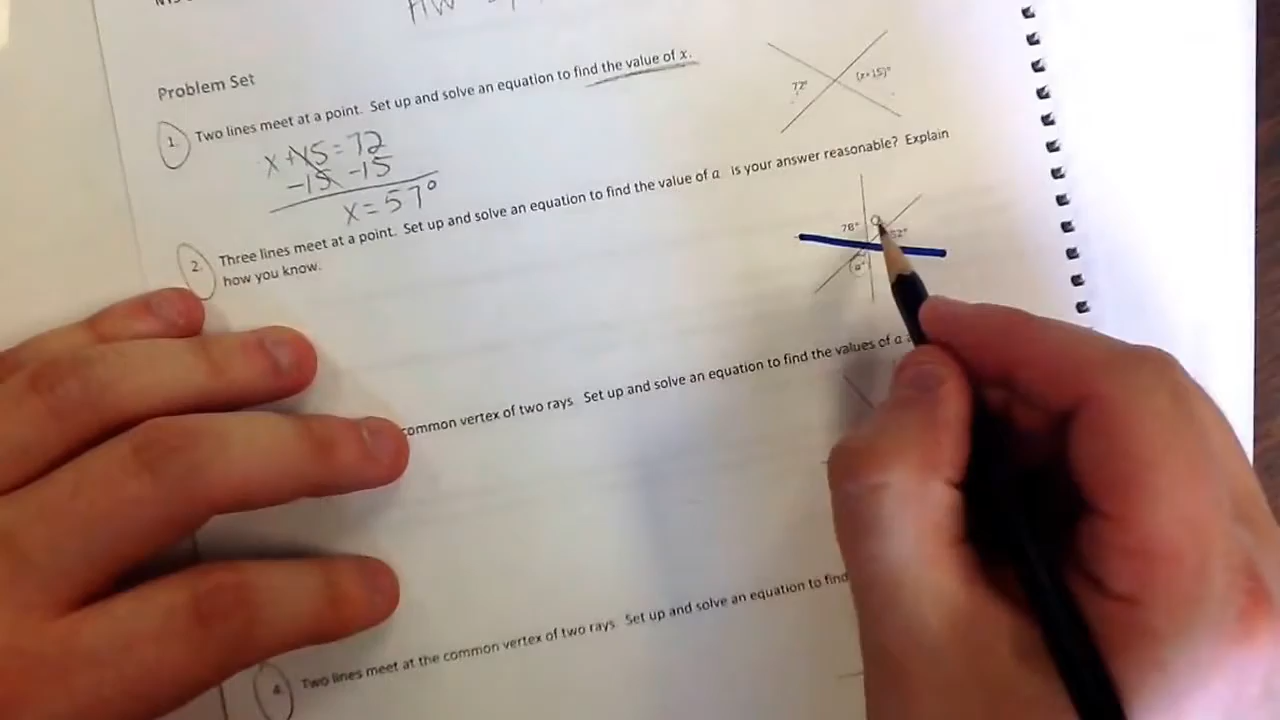 HW
Problem Set
1. Two lines meet at a point. Set up and solve an equation to find the value of x.
72°
(x+15)°
x+15=72
-15 -15
x=57°
2. Three lines meet at a point. Set up and solve an equation to find the value of a is your answer reasonable? Explain
how you know.
78°
a
52°
a°
common vertex of two rays. Set up and solve an equation to find the values of a
4. Two lines meet at the common vertex of two rays. Set up and solve an equation to find